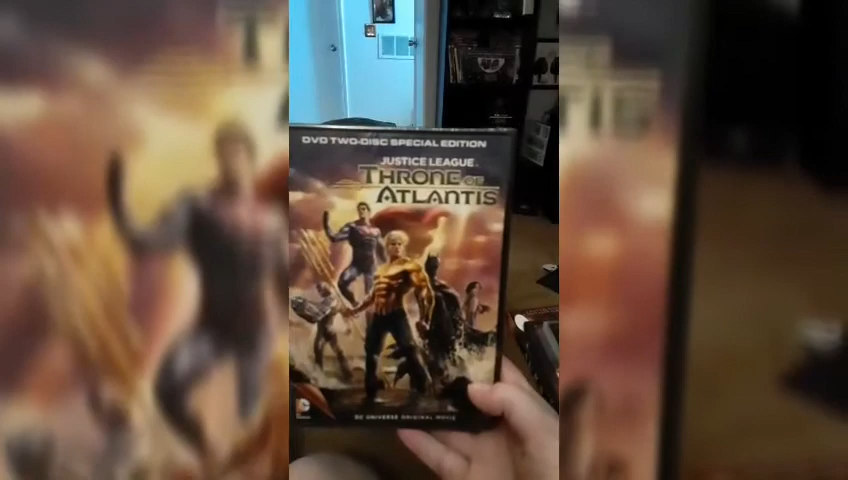 DVD TWO-DISC SPECIAL EDITION
JUSTICE LEAGUE
THRONE OF
ATLANTIS
DC UNIVERSE ORIGINAL MOVIE